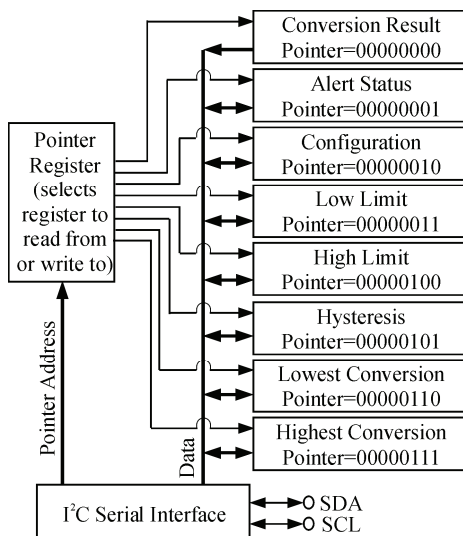 Conversion Result
Pointer=00000000
Alert Status
Pointer=00000001
Configuration
Pointer=00000010
Low Limit
Pointer=00000011
High Limit
Pointer=00000100
Hysteresis
Pointer=00000101
Lowest Conversion
Pointer=00000110
Highest Conversion
Pointer=00000111
Pointer
Register
(selects
register to
read from
or write to)
Pointer Address
Data
I²C Serial Interface
SDA
SCL